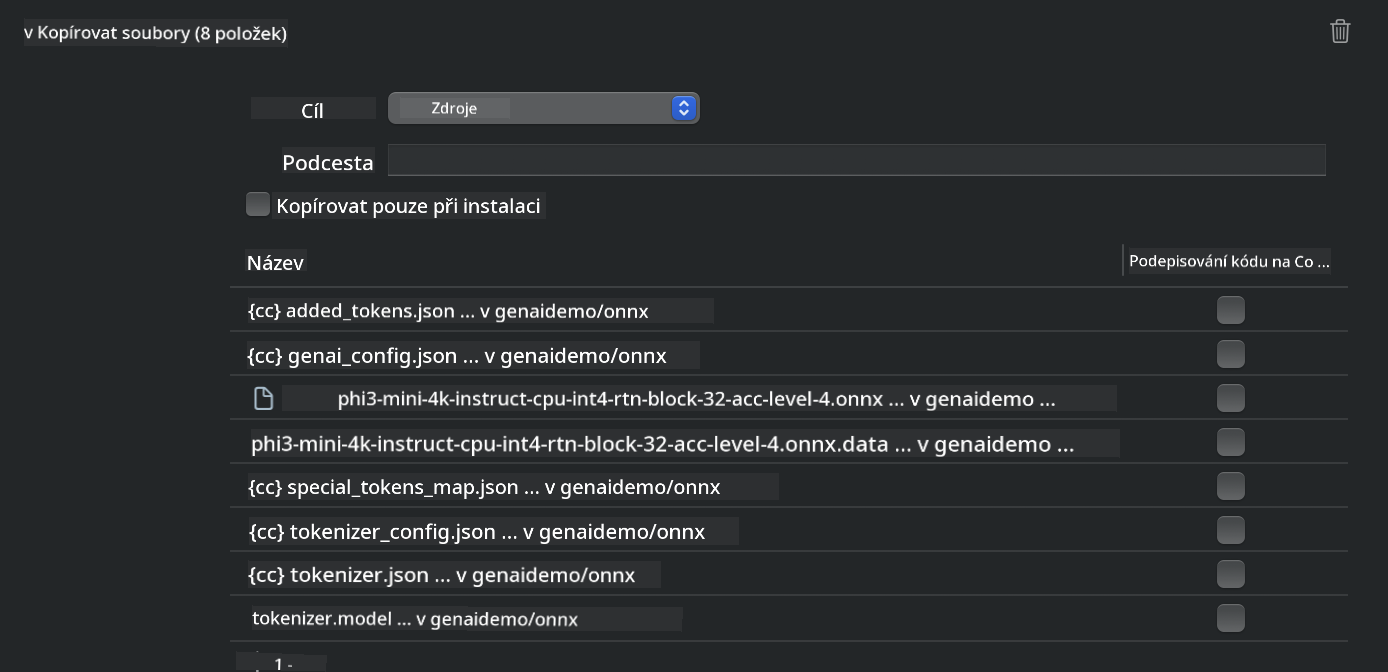 v Kopírovat soubory (8 položek)
Cíl Zdroje
Podcesta
Kopírovat pouze při instalaci
Název Podepisování kódu na Co ...
{cc} added_tokens.json ... v genaidemo/onnx
{cc} genai_config.json ... v genaidemo/onnx
phi3-mini-4k-instruct-cpu-int4-rtn-block-32-acc-level-4.onnx ... v genaidemo ...
phi3-mini-4k-instruct-cpu-int4-rtn-block-32-acc-level-4.onnx.data ... v genaidemo ...
{cc} special_tokens_map.json ... v genaidemo/onnx
{cc} tokenizer_config.json ... v genaidemo/onnx
{cc} tokenizer.json ... v genaidemo/onnx
tokenizer.model ... v genaidemo/onnx
1 -